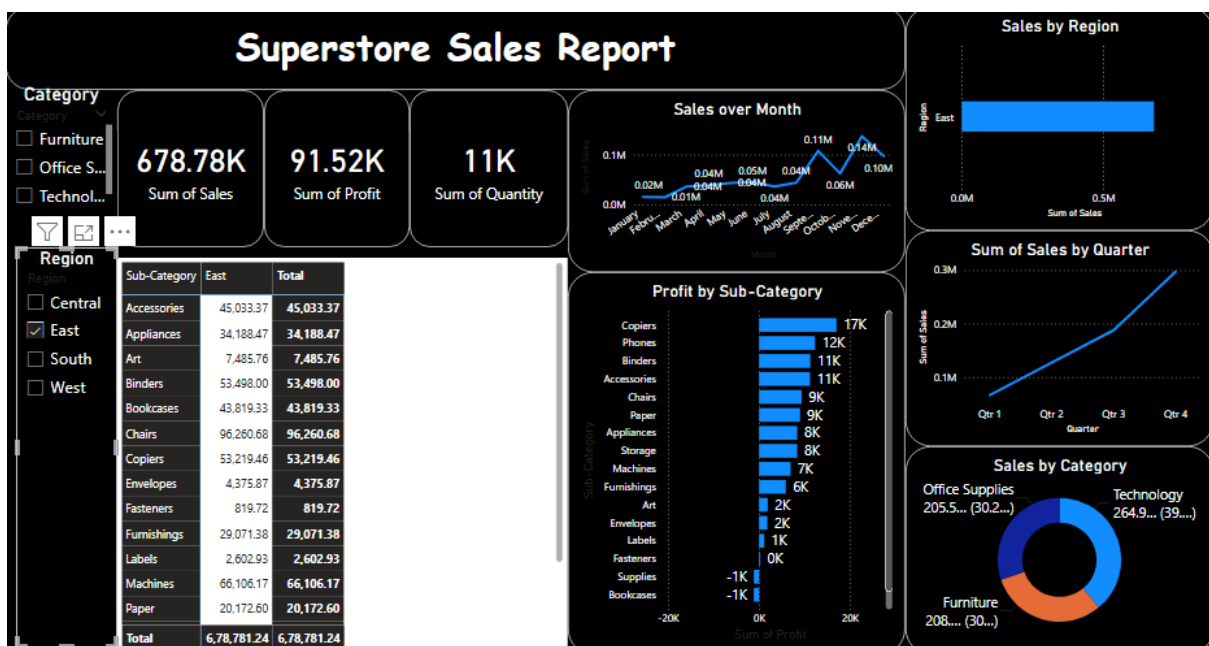 Superstore Sales Report
Category
Category
Furniture
Office S...
Technol...
678.78K
Sum of Sales
91.52K
Sum of Profit
11K
Sum of Quantity
Region
Region
Central
East
South
West
Sub-Category East Total
Accessories 45,033.37 45,033.37
Appliances 34,188.47 34,188.47
Art 7,485.76 7,485.76
Binders 53,498.00 53,498.00
Bookcases 43,819.33 43,819.33
Chairs 96,260.68 96,260.68
Copiers 53,219.46 53,219.46
Envelopes 4,375.87 4,375.87
Fasteners 819.72 819.72
Furnishings 29,071.38 29,071.38
Labels 2,602.93 2,602.93
Machines 66,106.17 66,106.17
Paper 20,172.60 20,172.60
Total 6,78,781.24 6,78,781.24
Sales over Month
Sum of Sales
0.1M
0.0M
0.02M
0.01M
0.04M
0.04M
0.05M
0.04M
0.04M
0.04M
0.11M
0.06M
0.14M
0.10M
January
Febru...
March
April
May
June
July
August
Septe...
Octob...
Nove...
Dece...
Month
Profit by Sub-Category
Sub-Category
Copiers 17K
Phones 12K
Binders 11K
Accessories 11K
Chairs 9K
Paper 9K
Appliances 8K
Storage 8K
Machines 7K
Furnishings 6K
Art 2K
Envelopes 2K
Labels 1K
Fasteners 0K
Supplies -1K
Bookcases -1K
-20K 0K 20K
Sum of Profit
Sales by Region
Region
East
0.0M 0.5M
Sum of Sales
Sum of Sales by Quarter
Sum of Sales
0.3M
0.2M
0.1M
Qtr 1 Qtr 2 Qtr 3 Qtr 4
Quarter
Sales by Category
Office Supplies
205.5... (30.2...)
Technology
264.9... (39....)
Furniture
208.... (30...)